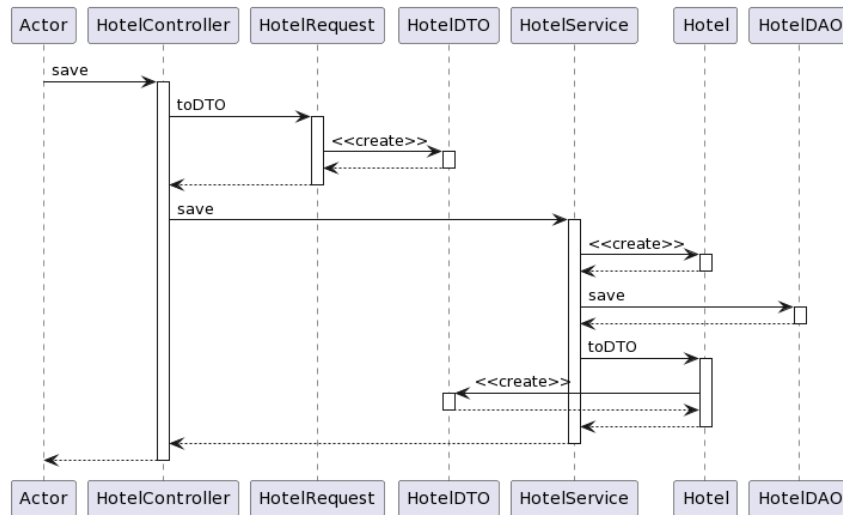 Actor HotelController HotelRequest HotelDTO HotelService Hotel HotelDAO
save
toDTO
<<create>>
save
<<create>>
save
toDTO
<<create>>
Actor HotelController HotelRequest HotelDTO HotelService Hotel HotelDAO